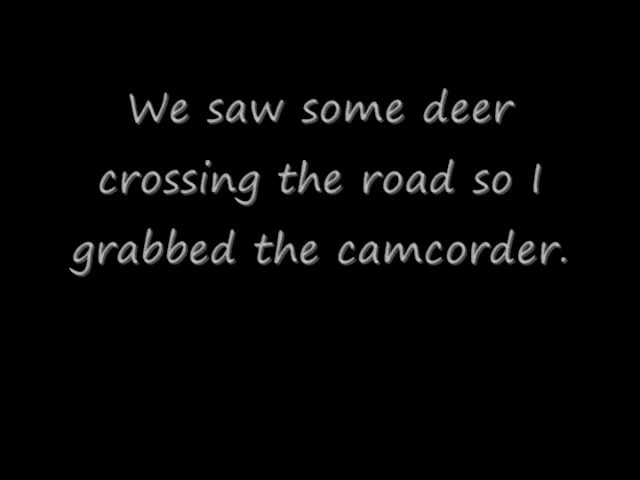 We saw some deer
crossing the road so I
grabbed the camcorder.